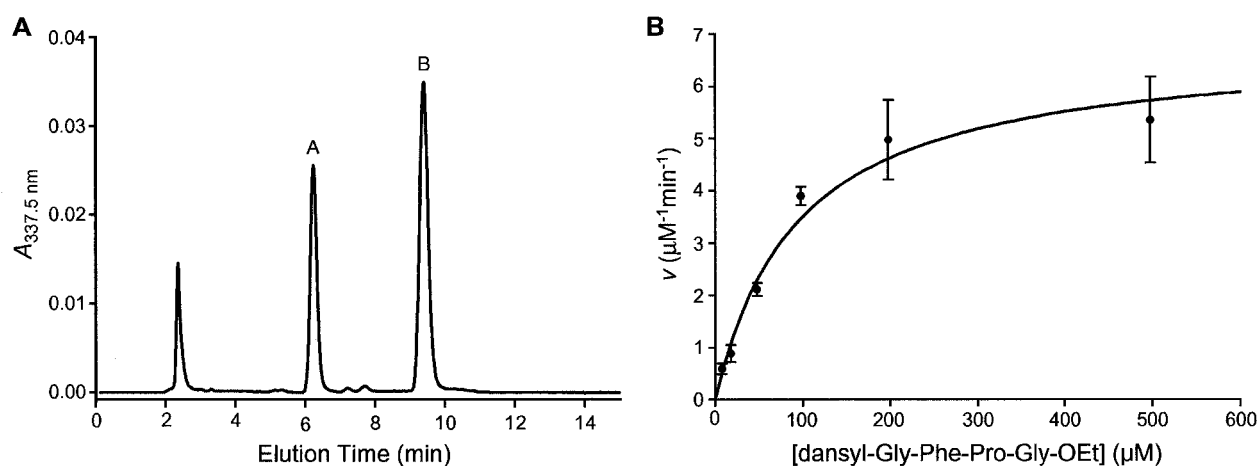 A
0.04
0.03
0.02
0.01
0.00
A337.5 nm
A
B
0 2 4 6 8 10 12 14
Elution Time (min)
B
7
6
5
4
3
2
1
0
v (µM-1min-1)
0 100 200 300 400 500 600
[dansyl-Gly-Phe-Pro-Gly-OEt] (µM)